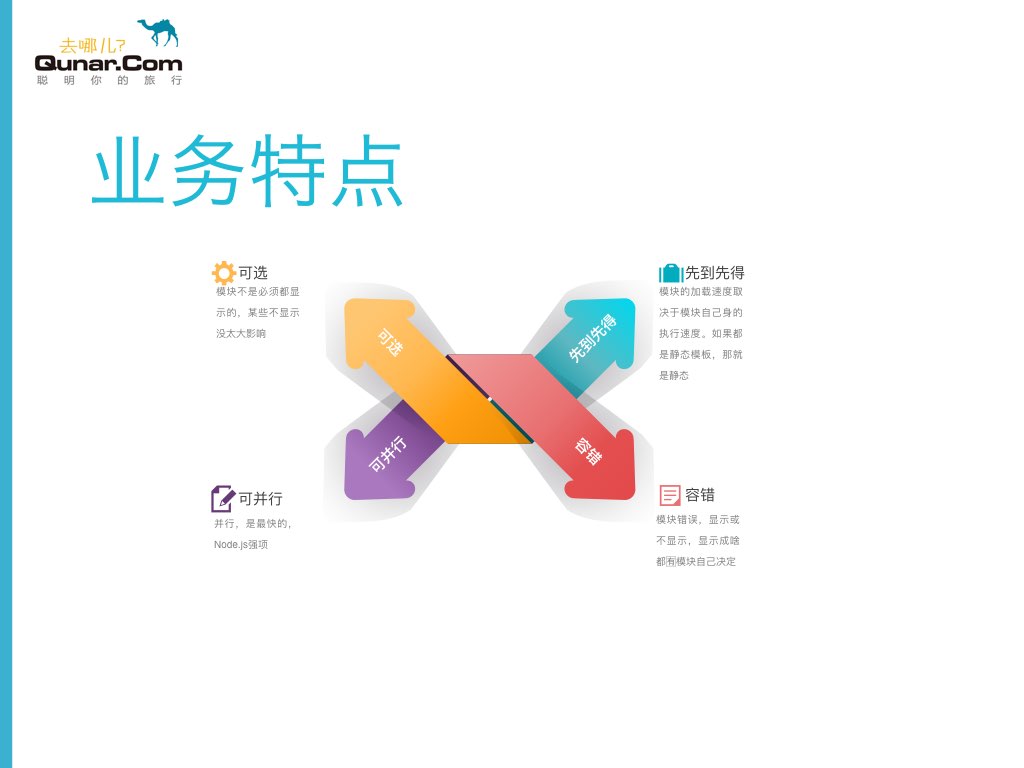 去哪儿?
Qunar.Com
聪明你的旅行
业务特点
可选
模块不是必须都显
示的，某些不显示
没太大影响
先到先得
模块的加载速度取
决于模块自己身的
执行速度。如果都
是静态模板，那就
是静态
可选
先到先得
可并行
容错
可并行
并行，是最快的，
Node.js强项
容错
模块错误，显示或
不显示，显示成啥
都有模块自己决定